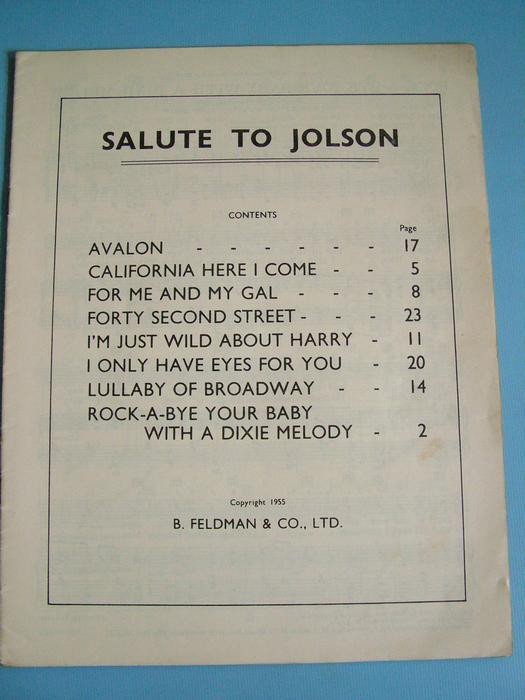 SALUTE TO JOLSON
CONTENTS
Page
AVALON - - - - - - 17
CALIFORNIA HERE I COME - - 5
FOR ME AND MY GAL - - - 8
FORTY SECOND STREET - - - 23
I'M JUST WILD ABOUT HARRY - 11
I ONLY HAVE EYES FOR YOU - 20
LULLABY OF BROADWAY - - 14
ROCK-A-BYE YOUR BABY
WITH A DIXIE MELODY - 2
Copyright 1955
B. FELDMAN & CO., LTD.